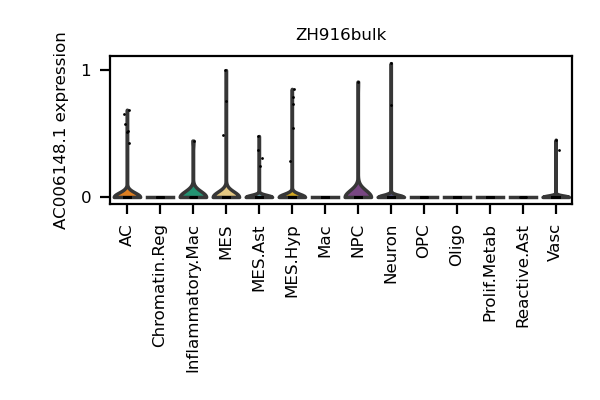 ZH916bulk
AC006148.1 expression
1
0
AC
Chromatin.Reg
Inflammatory.Mac
MES
MES.Ast
MES.Hyp
Mac
NPC
Neuron
OPC
Oligo
Prolif.Metab
Reactive.Ast
Vasc